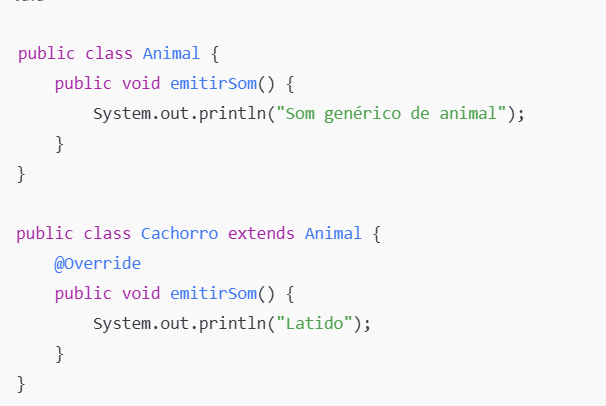 public class Animal {
    public void emitirSom() {
        System.out.println("Som genérico de animal");
    }
}

public class Cachorro extends Animal {
    @Override
    public void emitirSom() {
        System.out.println("Latido");
    }
}